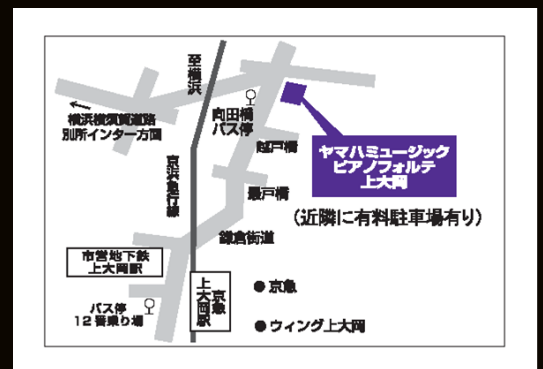 至横浜
横浜横須賀道路
別所インター方面
向田橋
バス停
越戸橋
ヤマハミュージック
ピアノフォルテ
上大岡
(近隣に有料駐車場有り)
京浜急行線
最戸橋
鎌倉街道
市営地下鉄
上大岡駅
バス停
12番乗り場
京急
上大岡駅
●京急
●ウィング上大岡